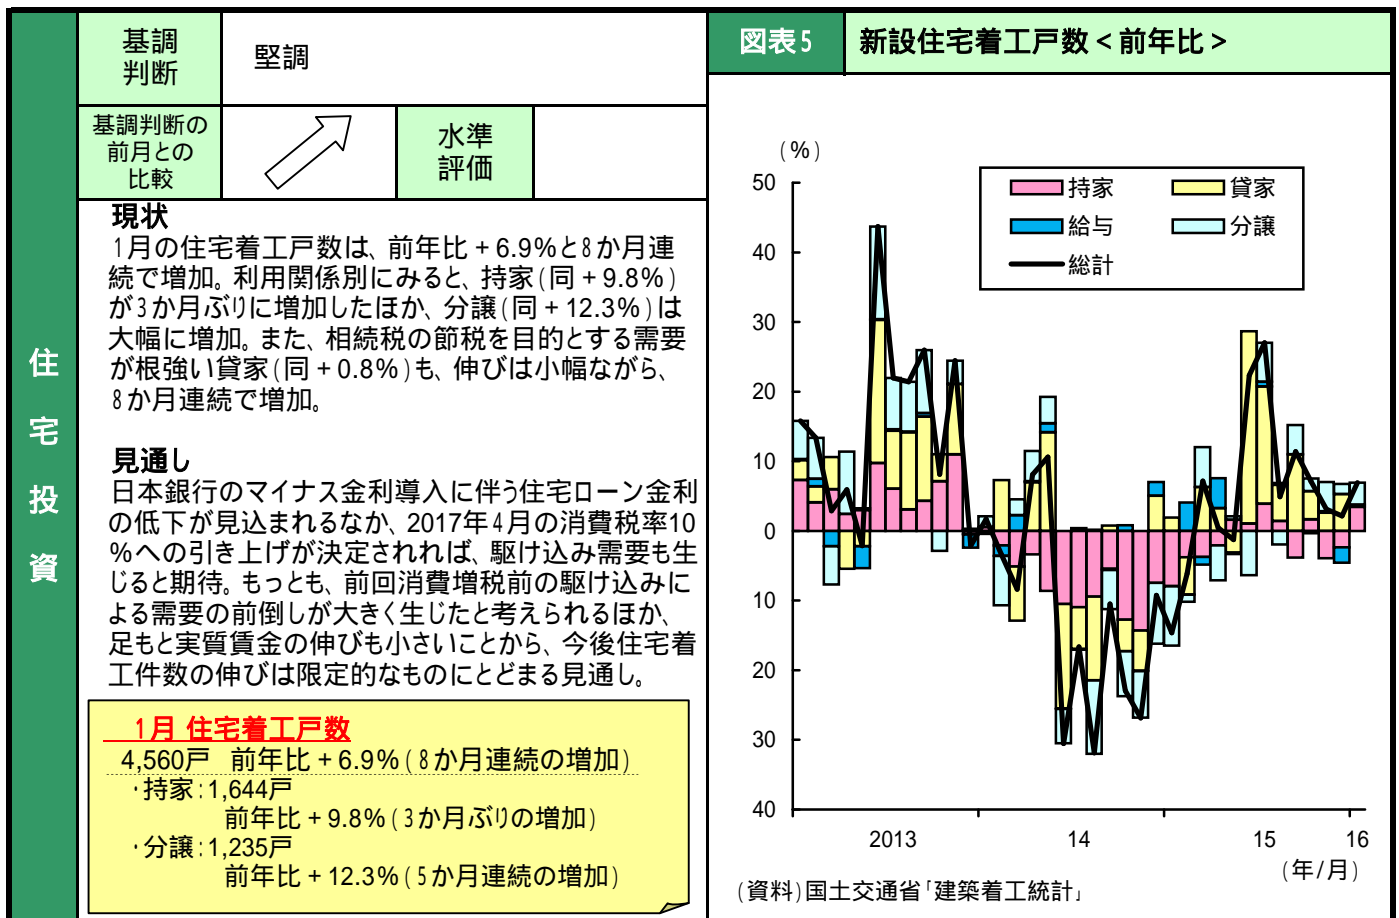 住
宅
投
資
基調
判断
堅調
基調判断の
前月との
比較
水準
評価
現状
1月の住宅着工戸数は、前年比+6.9%と8か月連
続で増加。利用関係別にみると、持家(同+9.8%)
が3か月ぶりに増加したほか、分譲(同+12.3%)は
大幅に増加。また、相続税の節税を目的とする需要
が根強い貸家(同+0.8%)も、伸びは小幅ながら、
8か月連続で増加。
見通し
日本銀行のマイナス金利導入に伴う住宅ローン金利
の低下が見込まれるなか、2017年4月の消費税率10
%への引き上げが決定されれば、駆け込み需要も生
じると期待。もっとも、前回消費増税前の駆け込みに
よる需要の前倒しが大きく生じたと考えられるほか、
足もと実質賃金の伸びも小さいことから、今後住宅着
工件数の伸びは限定的なものにとどまる見通し。
1月 住宅着工戸数
4,560戸 前年比+6.9%(8か月連続の増加)
・持家:1,644戸
前年比+9.8%(3か月ぶりの増加)
・分譲:1,235戸
前年比+12.3%(5か月連続の増加)
図表5 新設住宅着工戸数<前年比>
(%)
持家 貸家
給与 分譲
総計
50
40
30
20
10
0
10
20
30
40
2013 14 15 16
(年/月)
(資料)国土交通省「建築着工統計」